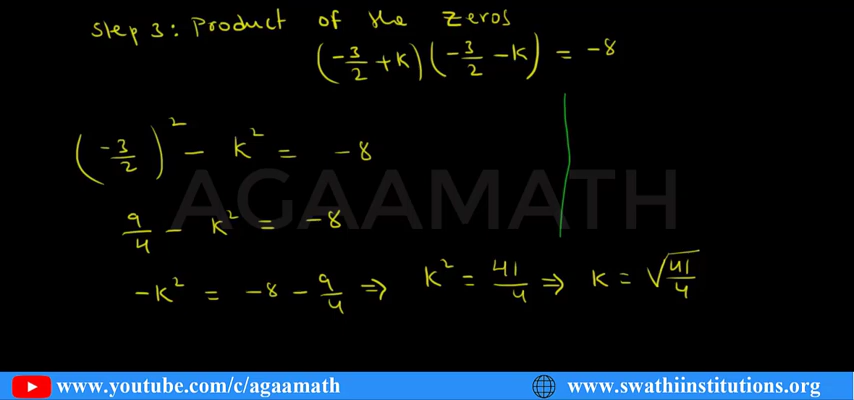 Step 3: Product of the zeros
(-3/2 + k) (-3/2 - k) = -8
(-3/2)² - k² = -8
AGAAMATH
9/4 - k² = -8
-k² = -8 - 9/4 ⇒ k² = 41/4 ⇒ k = √(41/4)
www.youtube.com/c/agaamath
www.swathiinstitutions.org